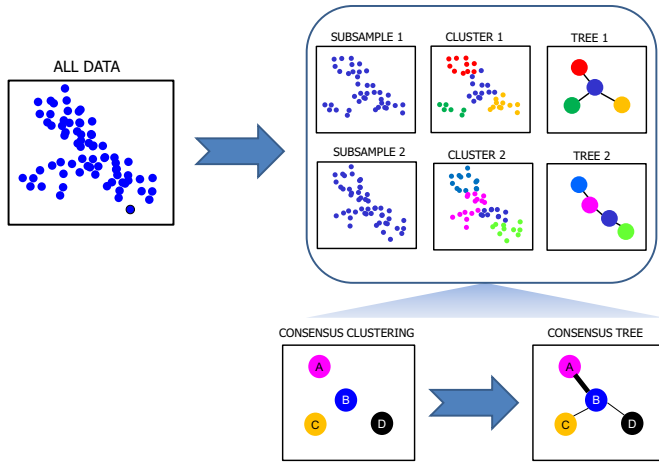 ALL DATA
SUBSAMPLE 1
CLUSTER 1
TREE 1
SUBSAMPLE 2
CLUSTER 2
TREE 2
CONSENSUS CLUSTERING
CONSENSUS TREE
A
B
C
D
A
B
C
D